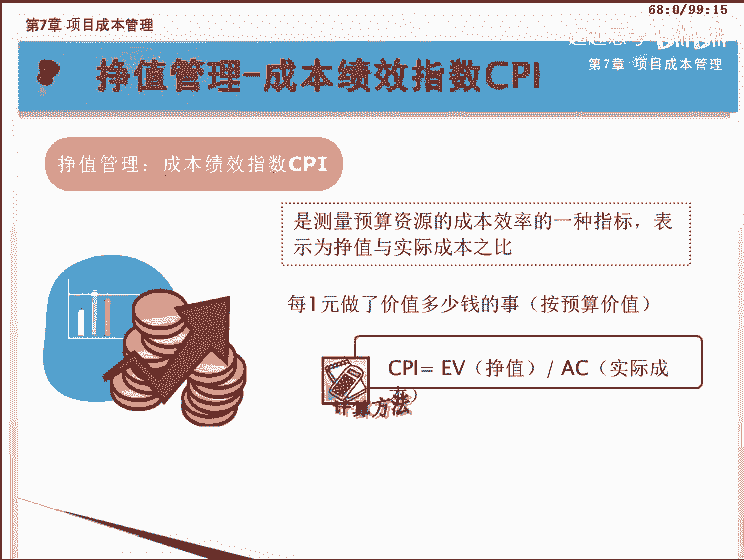 68:0/99:15
第7章 项目成本管理
挣值管理-成本绩效指数CPI
第7章 项目成本管理
挣值管理：成本绩效指数CPI
是测量预算资源的成本效率的一种指标，表
示为挣值与实际成本之比
每1元做了价值多少钱的事（按预算价值）
CPI= EV（挣值）/ AC（实际成
本）
计算方法